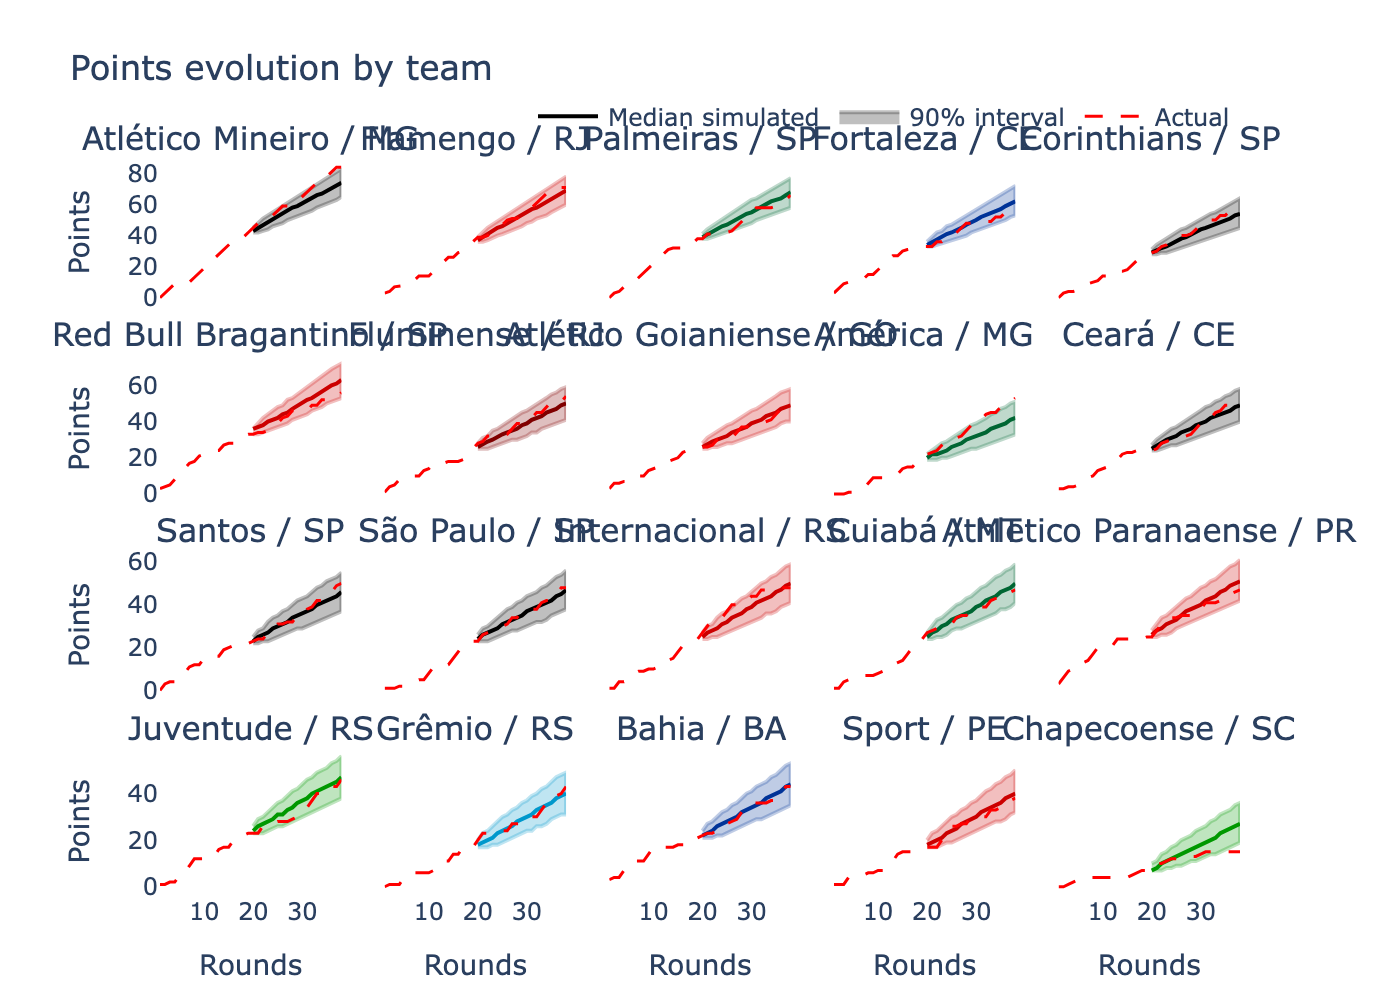 Points evolution by team
Median simulated 90% interval Actual
Atlético Mineiro / MG Flamengo / RJ Palmeiras / SP Fortaleza / CE Corinthians / SP
80
60
40
20
0
Points
Red Bull Bragantino / SP Fluminense / RJ Atlético Goianiense / GO América / MG Ceará / CE
60
40
20
0
Points
Santos / SP São Paulo / SP Internacional / RS Cuiabá / MT Athletico Paranaense / PR
60
40
20
0
Points
Juventude / RS Grêmio / RS Bahia / BA Sport / PE Chapecoense / SC
40
20
0
Points
10 20 30 10 20 30 10 20 30 10 20 30
Rounds Rounds Rounds Rounds Rounds